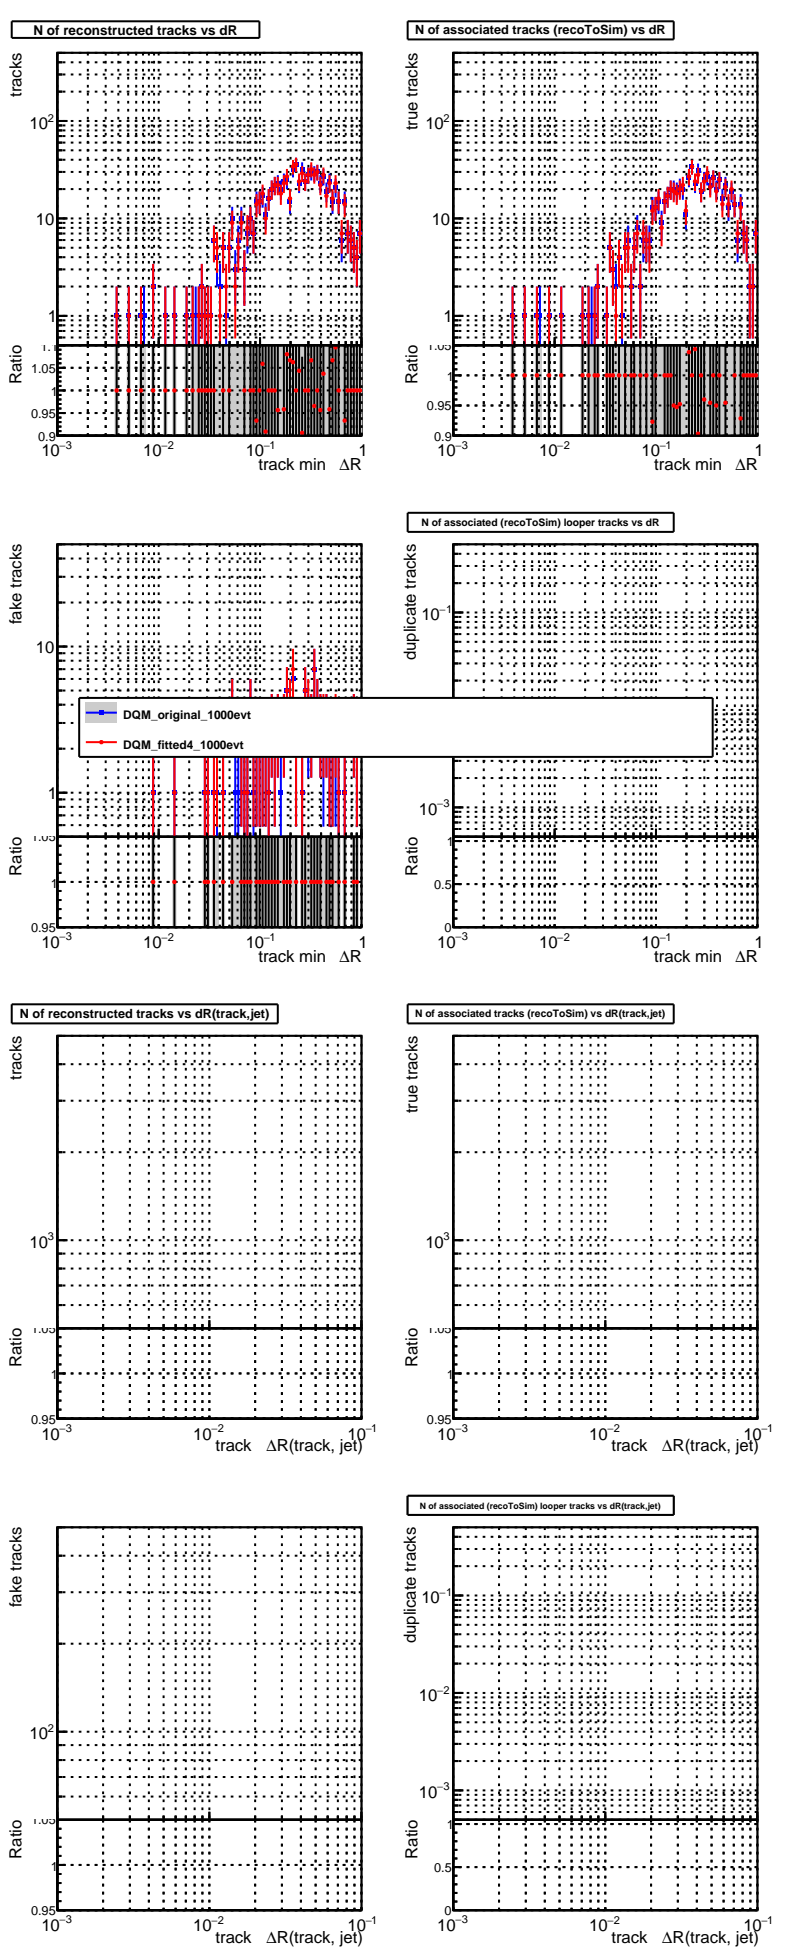 N of reconstructed tracks vs dR
tracks
10²
10
1
Ratio
1.1
1.05
1
0.95
0.9
10⁻³ 10⁻² 10⁻¹ 1
track min ΔR
N of associated tracks (recoToSim) vs dR
true tracks
10²
10
1
Ratio
1.05
1
0.95
0.9
10⁻³ 10⁻² 10⁻¹ 1
track min ΔR
fake tracks
10
1
Ratio
1.05
1
0.95
10⁻³ 10⁻² 10⁻¹ 1
track min ΔR
N of associated (recoToSim) looper tracks vs dR
duplicate tracks
10⁻¹
10⁻³
Ratio
1
0.5
0
10⁻³ 10⁻² 10⁻¹ 1
track min ΔR
DQM_original_1000evt
DQM_fitted4_1000evt
N of reconstructed tracks vs dR(track,jet)
tracks
10³
Ratio
1.05
1
0.95
10⁻³ 10⁻² 10⁻¹
track ΔR(track, jet)
N of associated tracks (recoToSim) vs dR(track,jet)
true tracks
10³
Ratio
1.05
1
0.95
10⁻³ 10⁻² 10⁻¹
track ΔR(track, jet)
fake tracks
10²
Ratio
1.05
1
0.95
10⁻³ 10⁻² 10⁻¹
track ΔR(track, jet)
N of associated (recoToSim) looper tracks vs dR(track,jet)
duplicate tracks
10⁻¹
10⁻²
10⁻³
Ratio
1
0.5
0
10⁻³ 10⁻² 10⁻¹
track ΔR(track, jet)